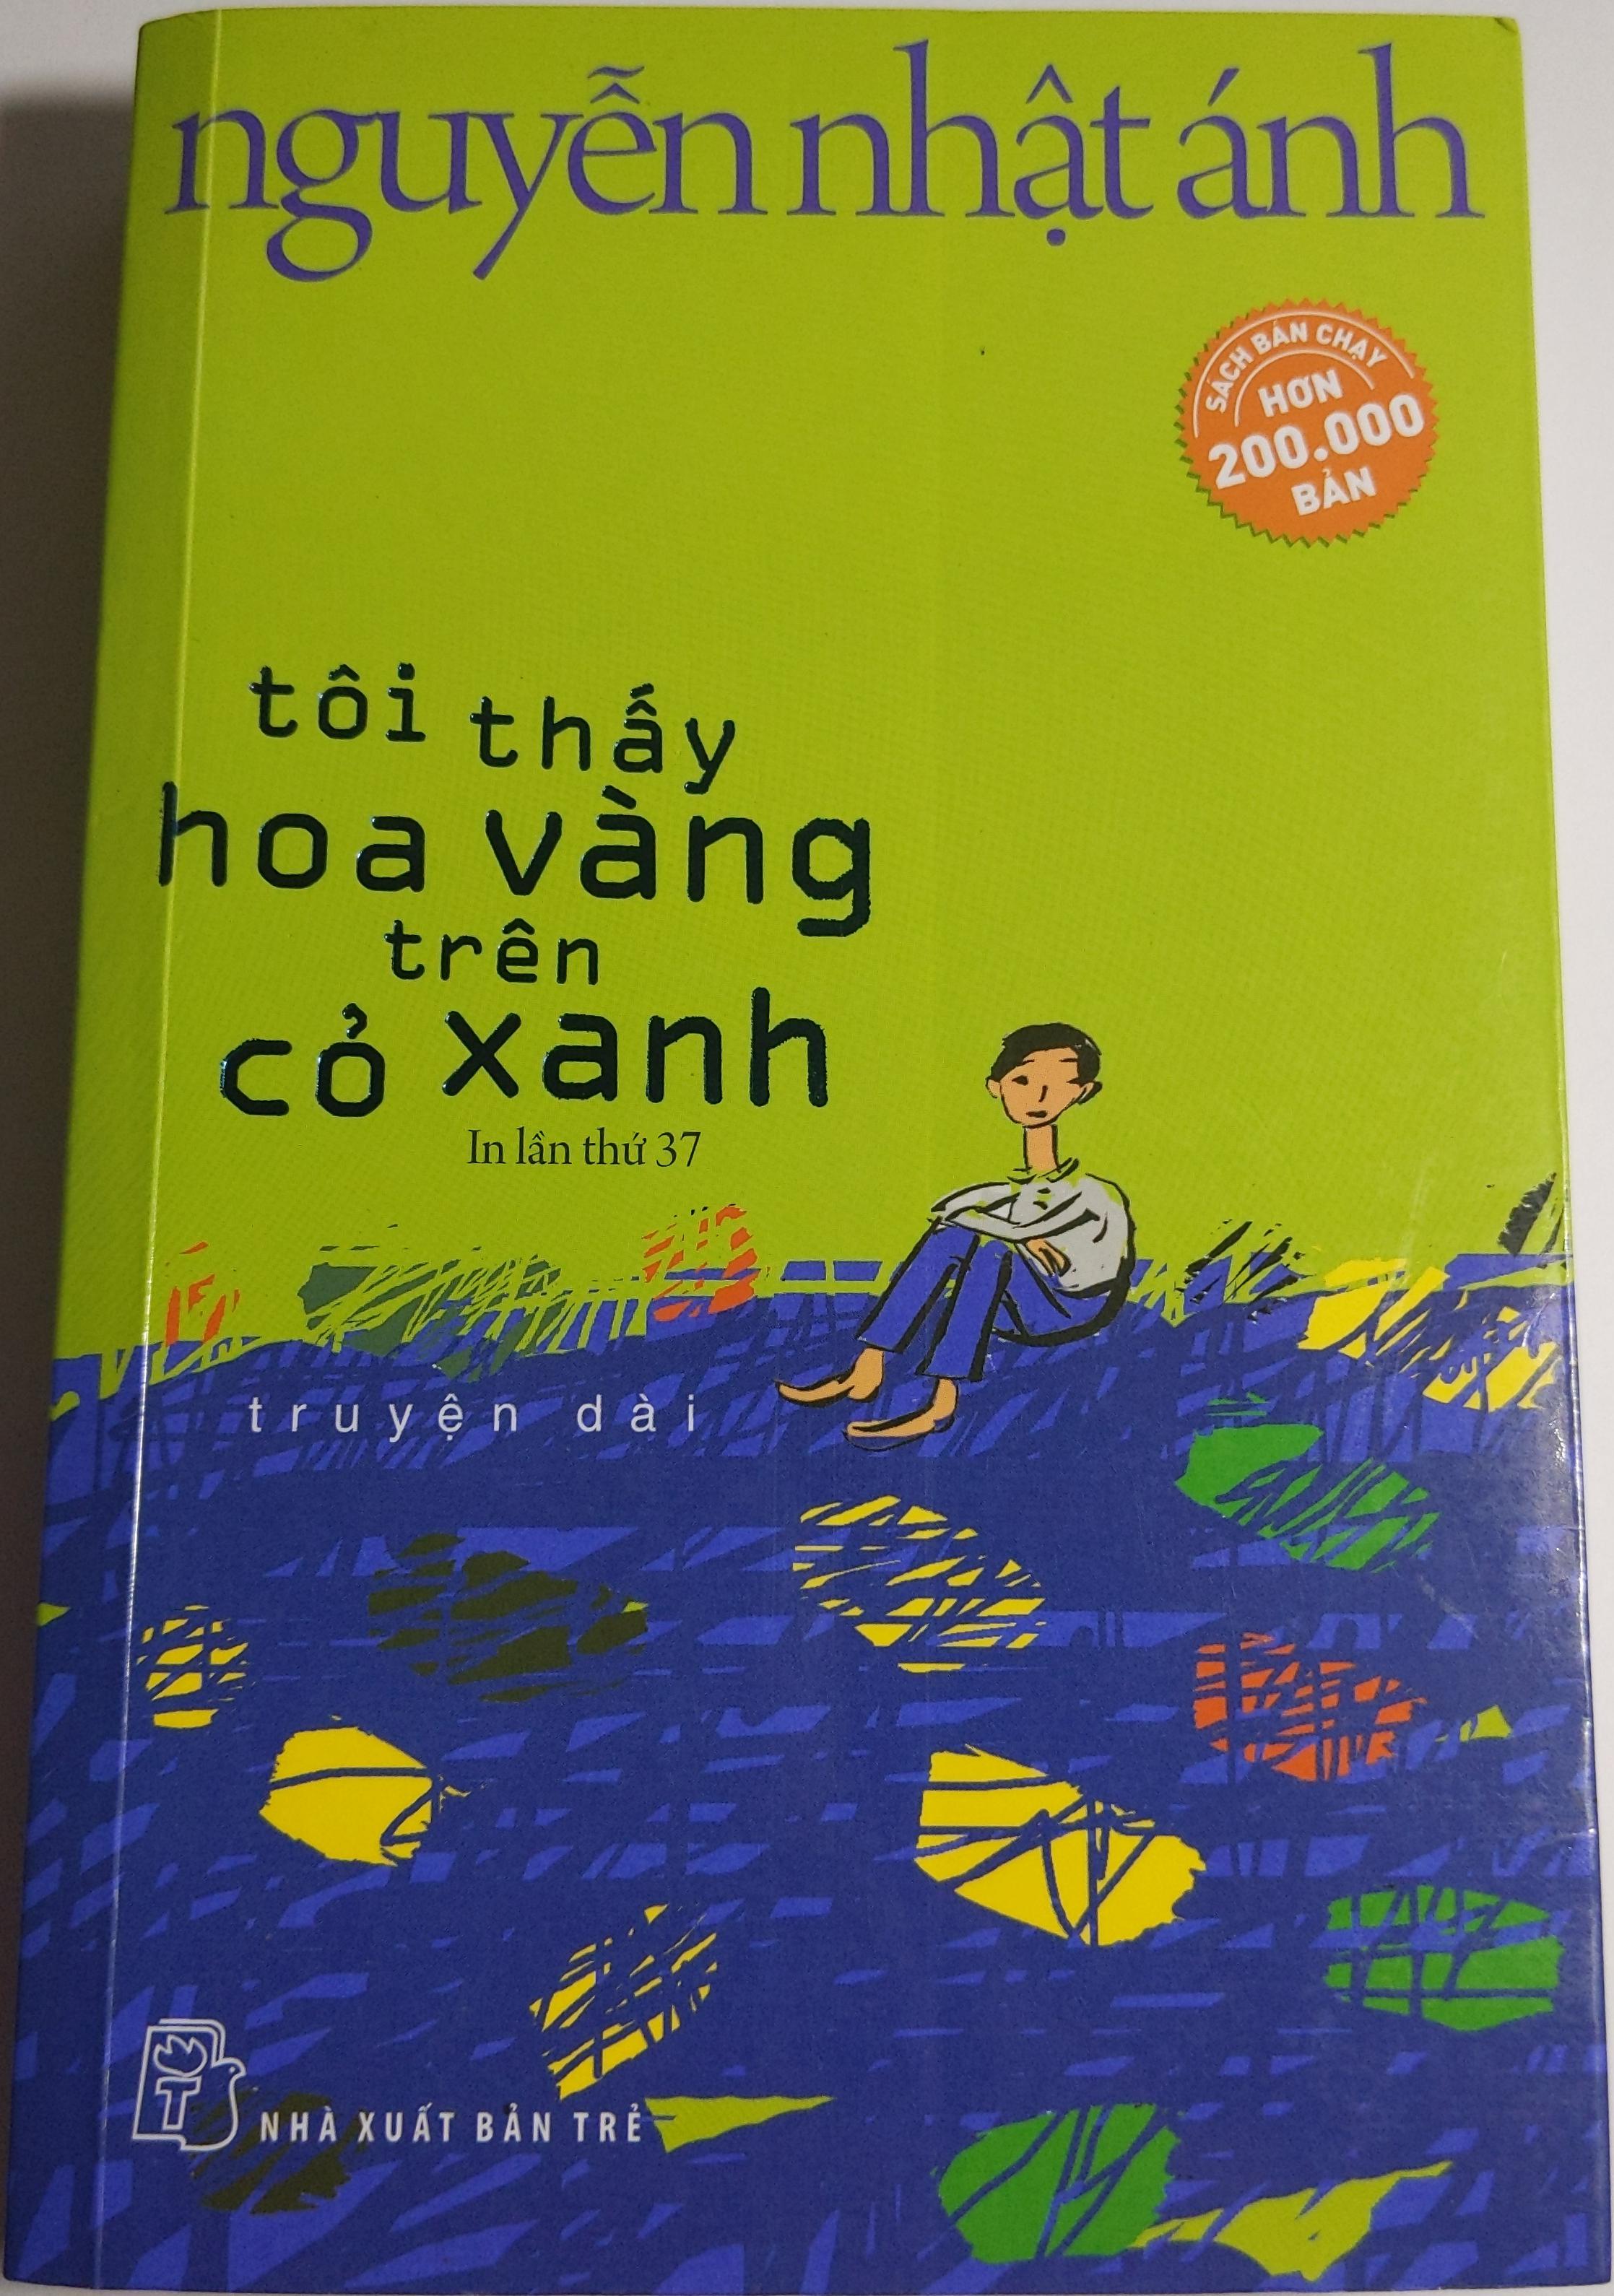 nguyễn nhật ánh
SÁCH BÁN CHẠY
HƠN
200.000
BẢN
tôi thấy
hoa vàng
trên
cỏ xanh
In lần thứ 37
truyện dài
NHÀ XUẤT BẢN TRẺ